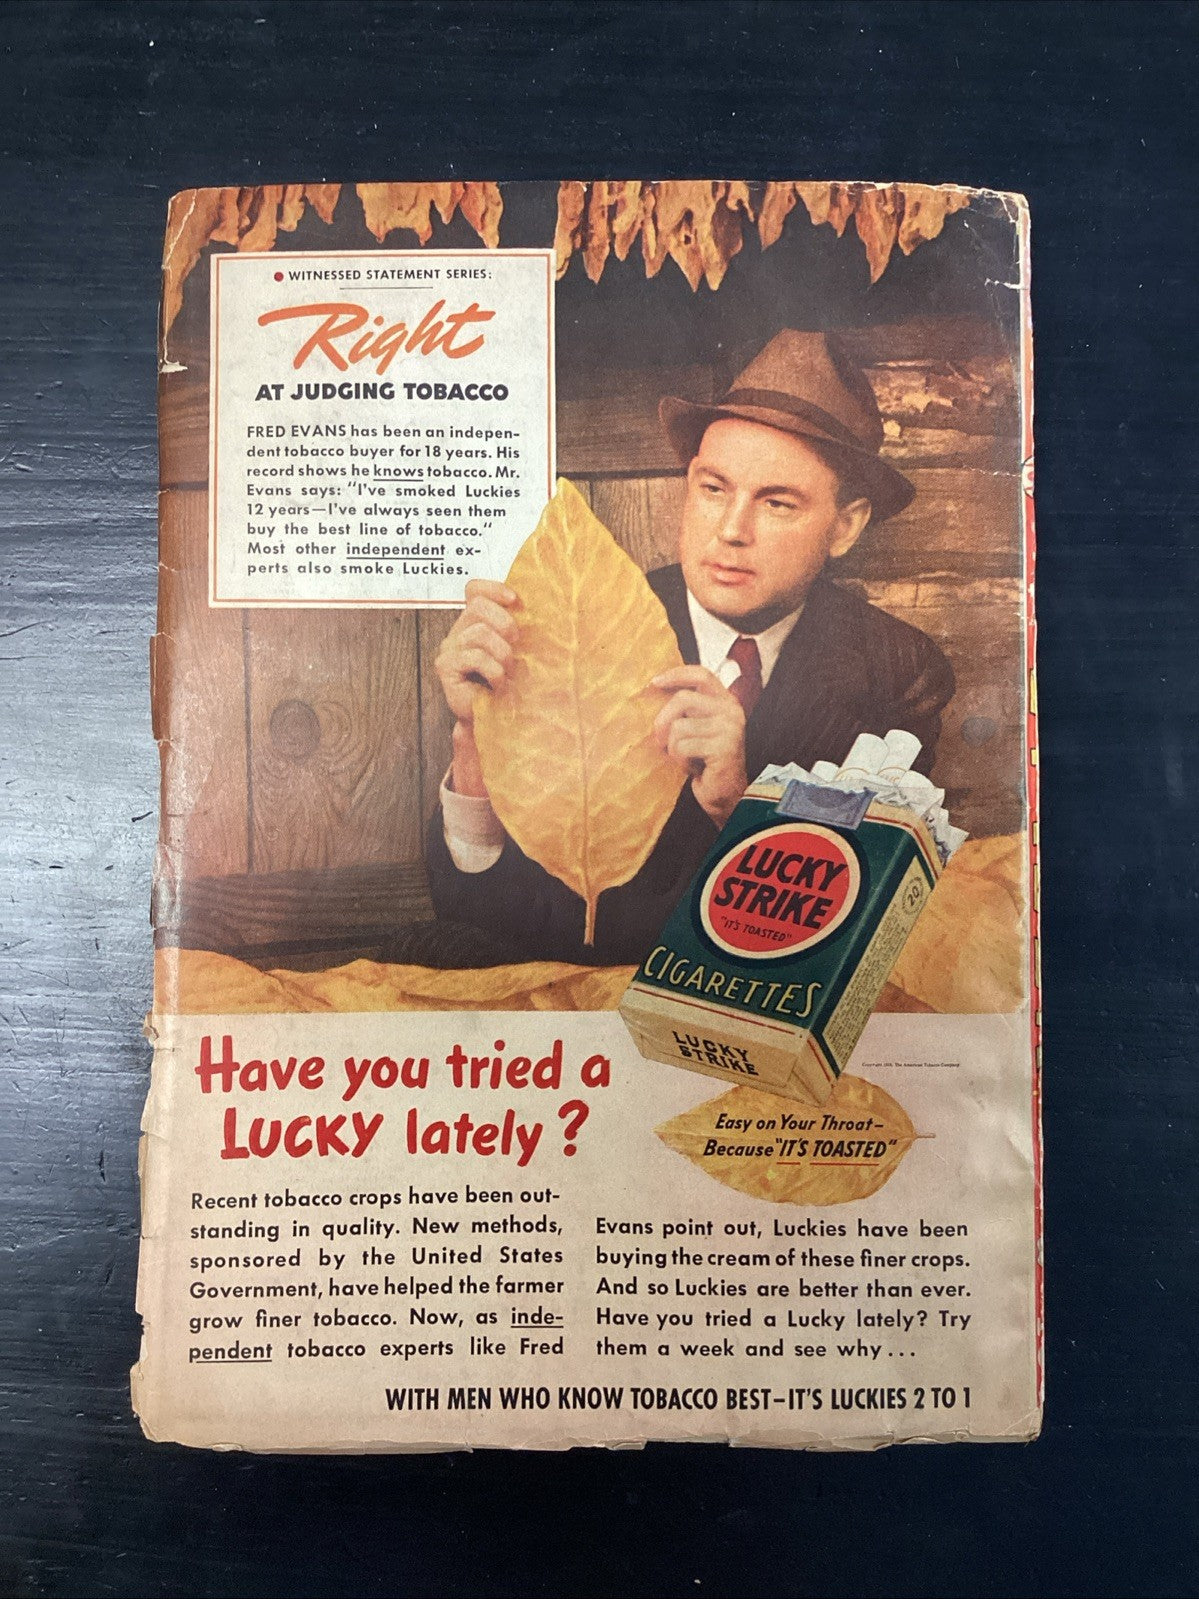 WITNESSED STATEMENT SERIES:
Right
AT JUDGING TOBACCO
FRED EVANS has been an indepen-
dent tobacco buyer for 18 years. His
record shows he knows tobacco. Mr.
Evans says: "I've smoked Luckies
12 years—I've always seen them
buy the best line of tobacco."
Most other independent ex-
perts also smoke Luckies.
LUCKY
STRIKE
"IT'S TOASTED"
CIGARETTES
20
LUCKY
STRIKE
The American Tobacco Company
Have you tried a
LUCKY lately?
Easy on Your Throat—
Because "IT'S TOASTED"
Recent tobacco crops have been out-
standing in quality. New methods,
sponsored by the United States
Government, have helped the farmer
grow finer tobacco. Now, as inde-
pendent tobacco experts like Fred
Evans point out, Luckies have been
buying the cream of these finer crops.
And so Luckies are better than ever.
Have you tried a Lucky lately? Try
them a week and see why...
WITH MEN WHO KNOW TOBACCO BEST—IT'S LUCKIES 2 TO 1